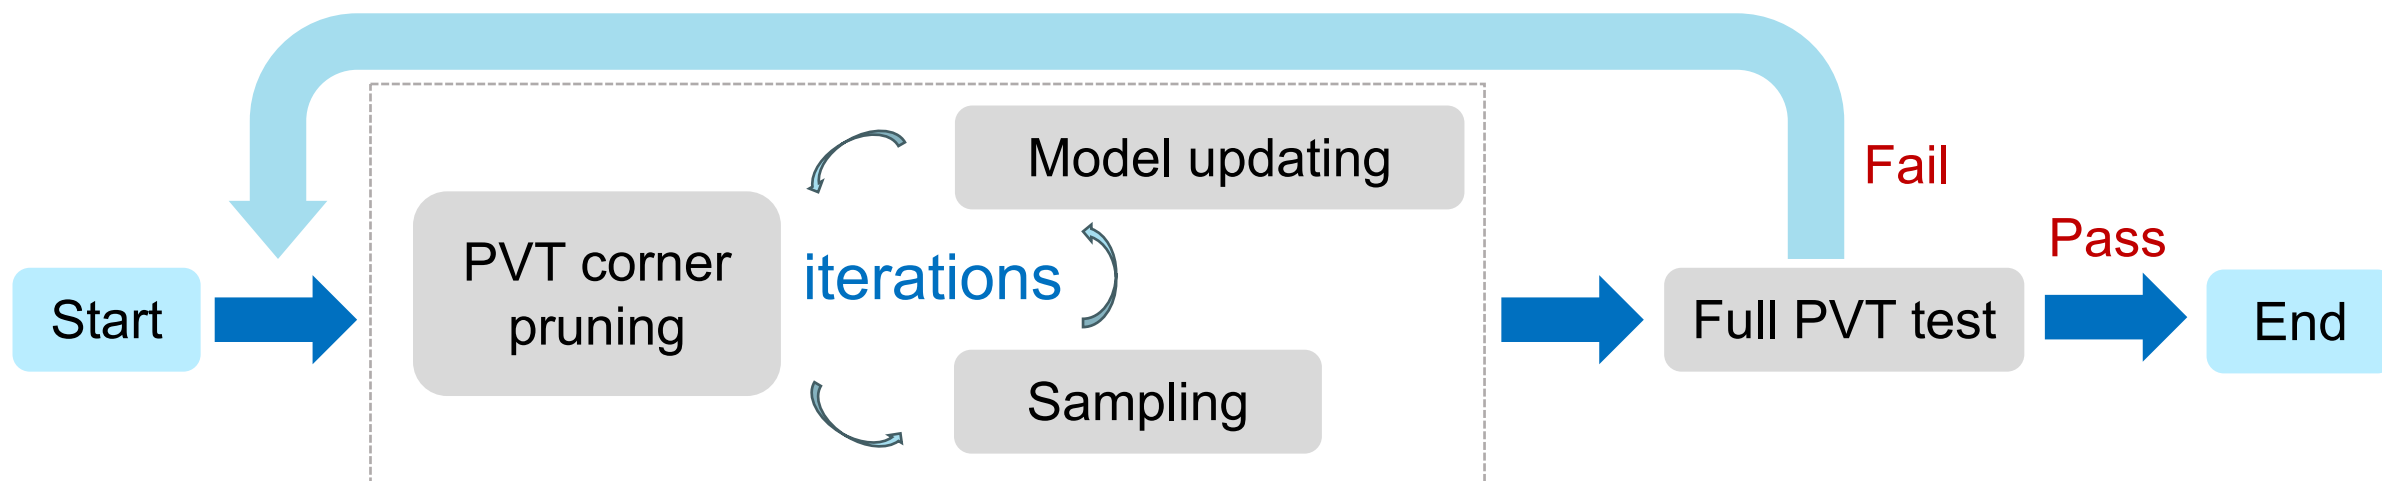 Start
PVT corner
pruning
iterations
Model updating
Sampling
Full PVT test
Fail
Pass
End